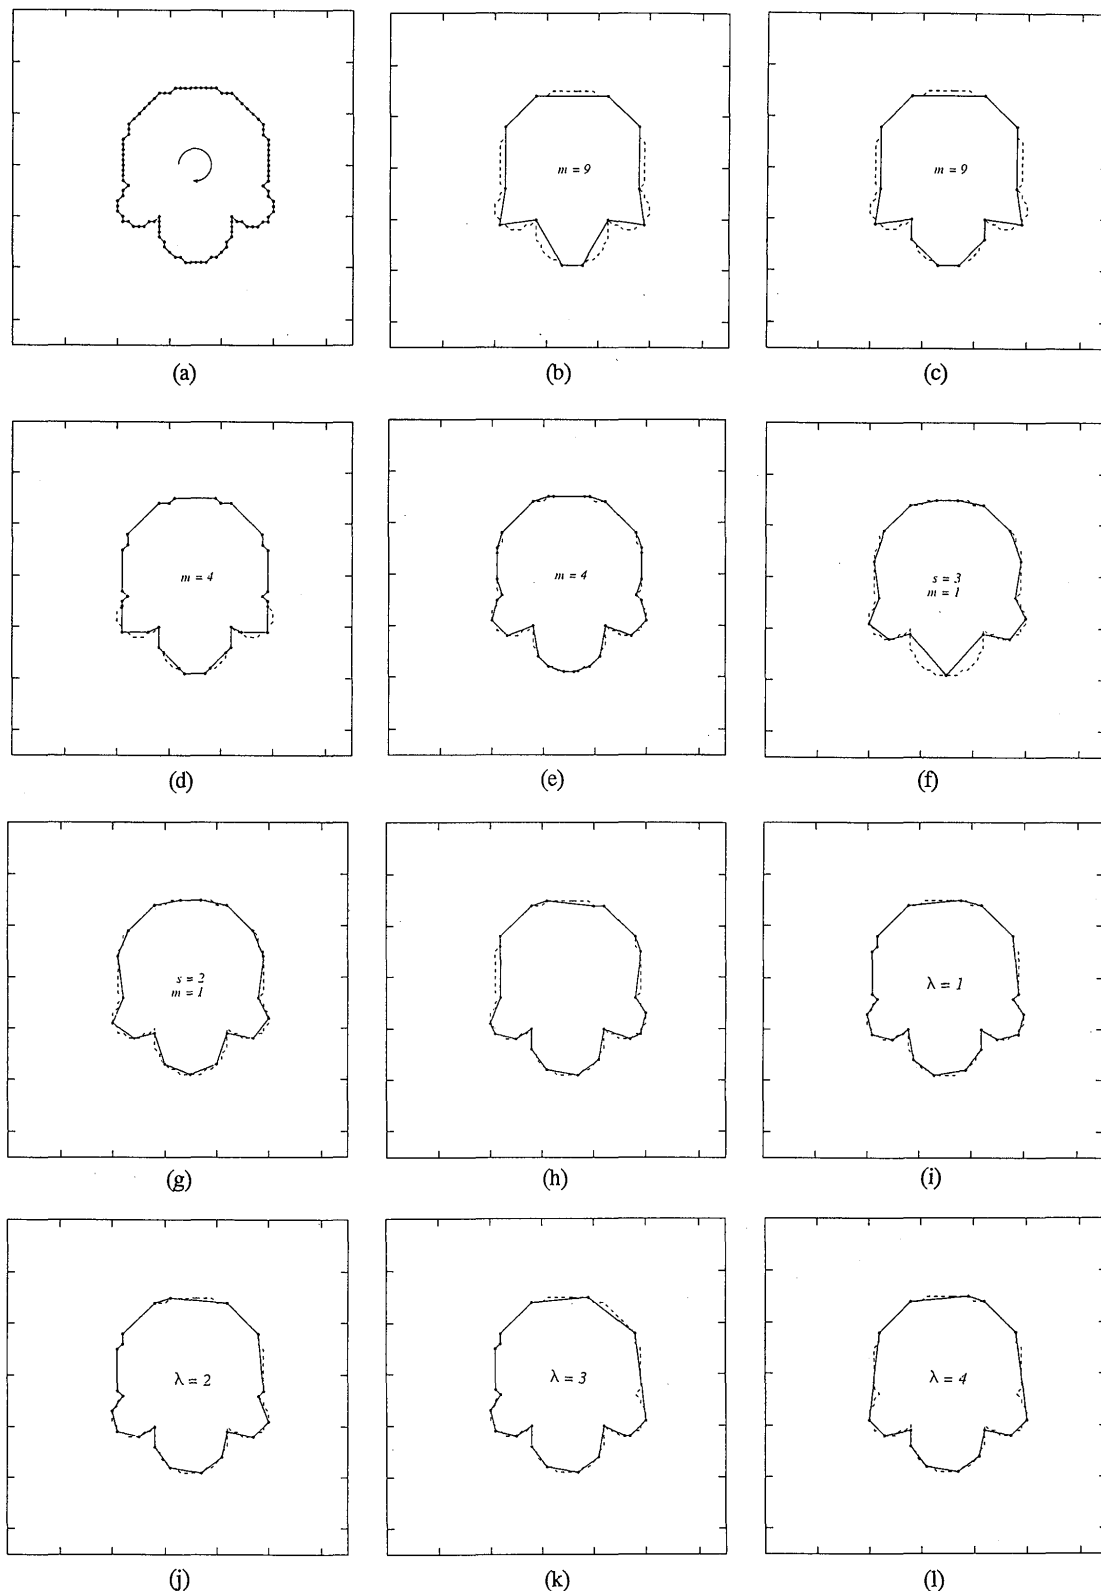 m = 9
m = 9
(a)
(b)
(c)
m = 4
m = 4
s = 3
m = 1
(d)
(e)
(f)
s = 2
m = 1
λ = 1
(g)
(h)
(i)
λ = 2
λ = 3
λ = 4
(j)
(k)
(l)